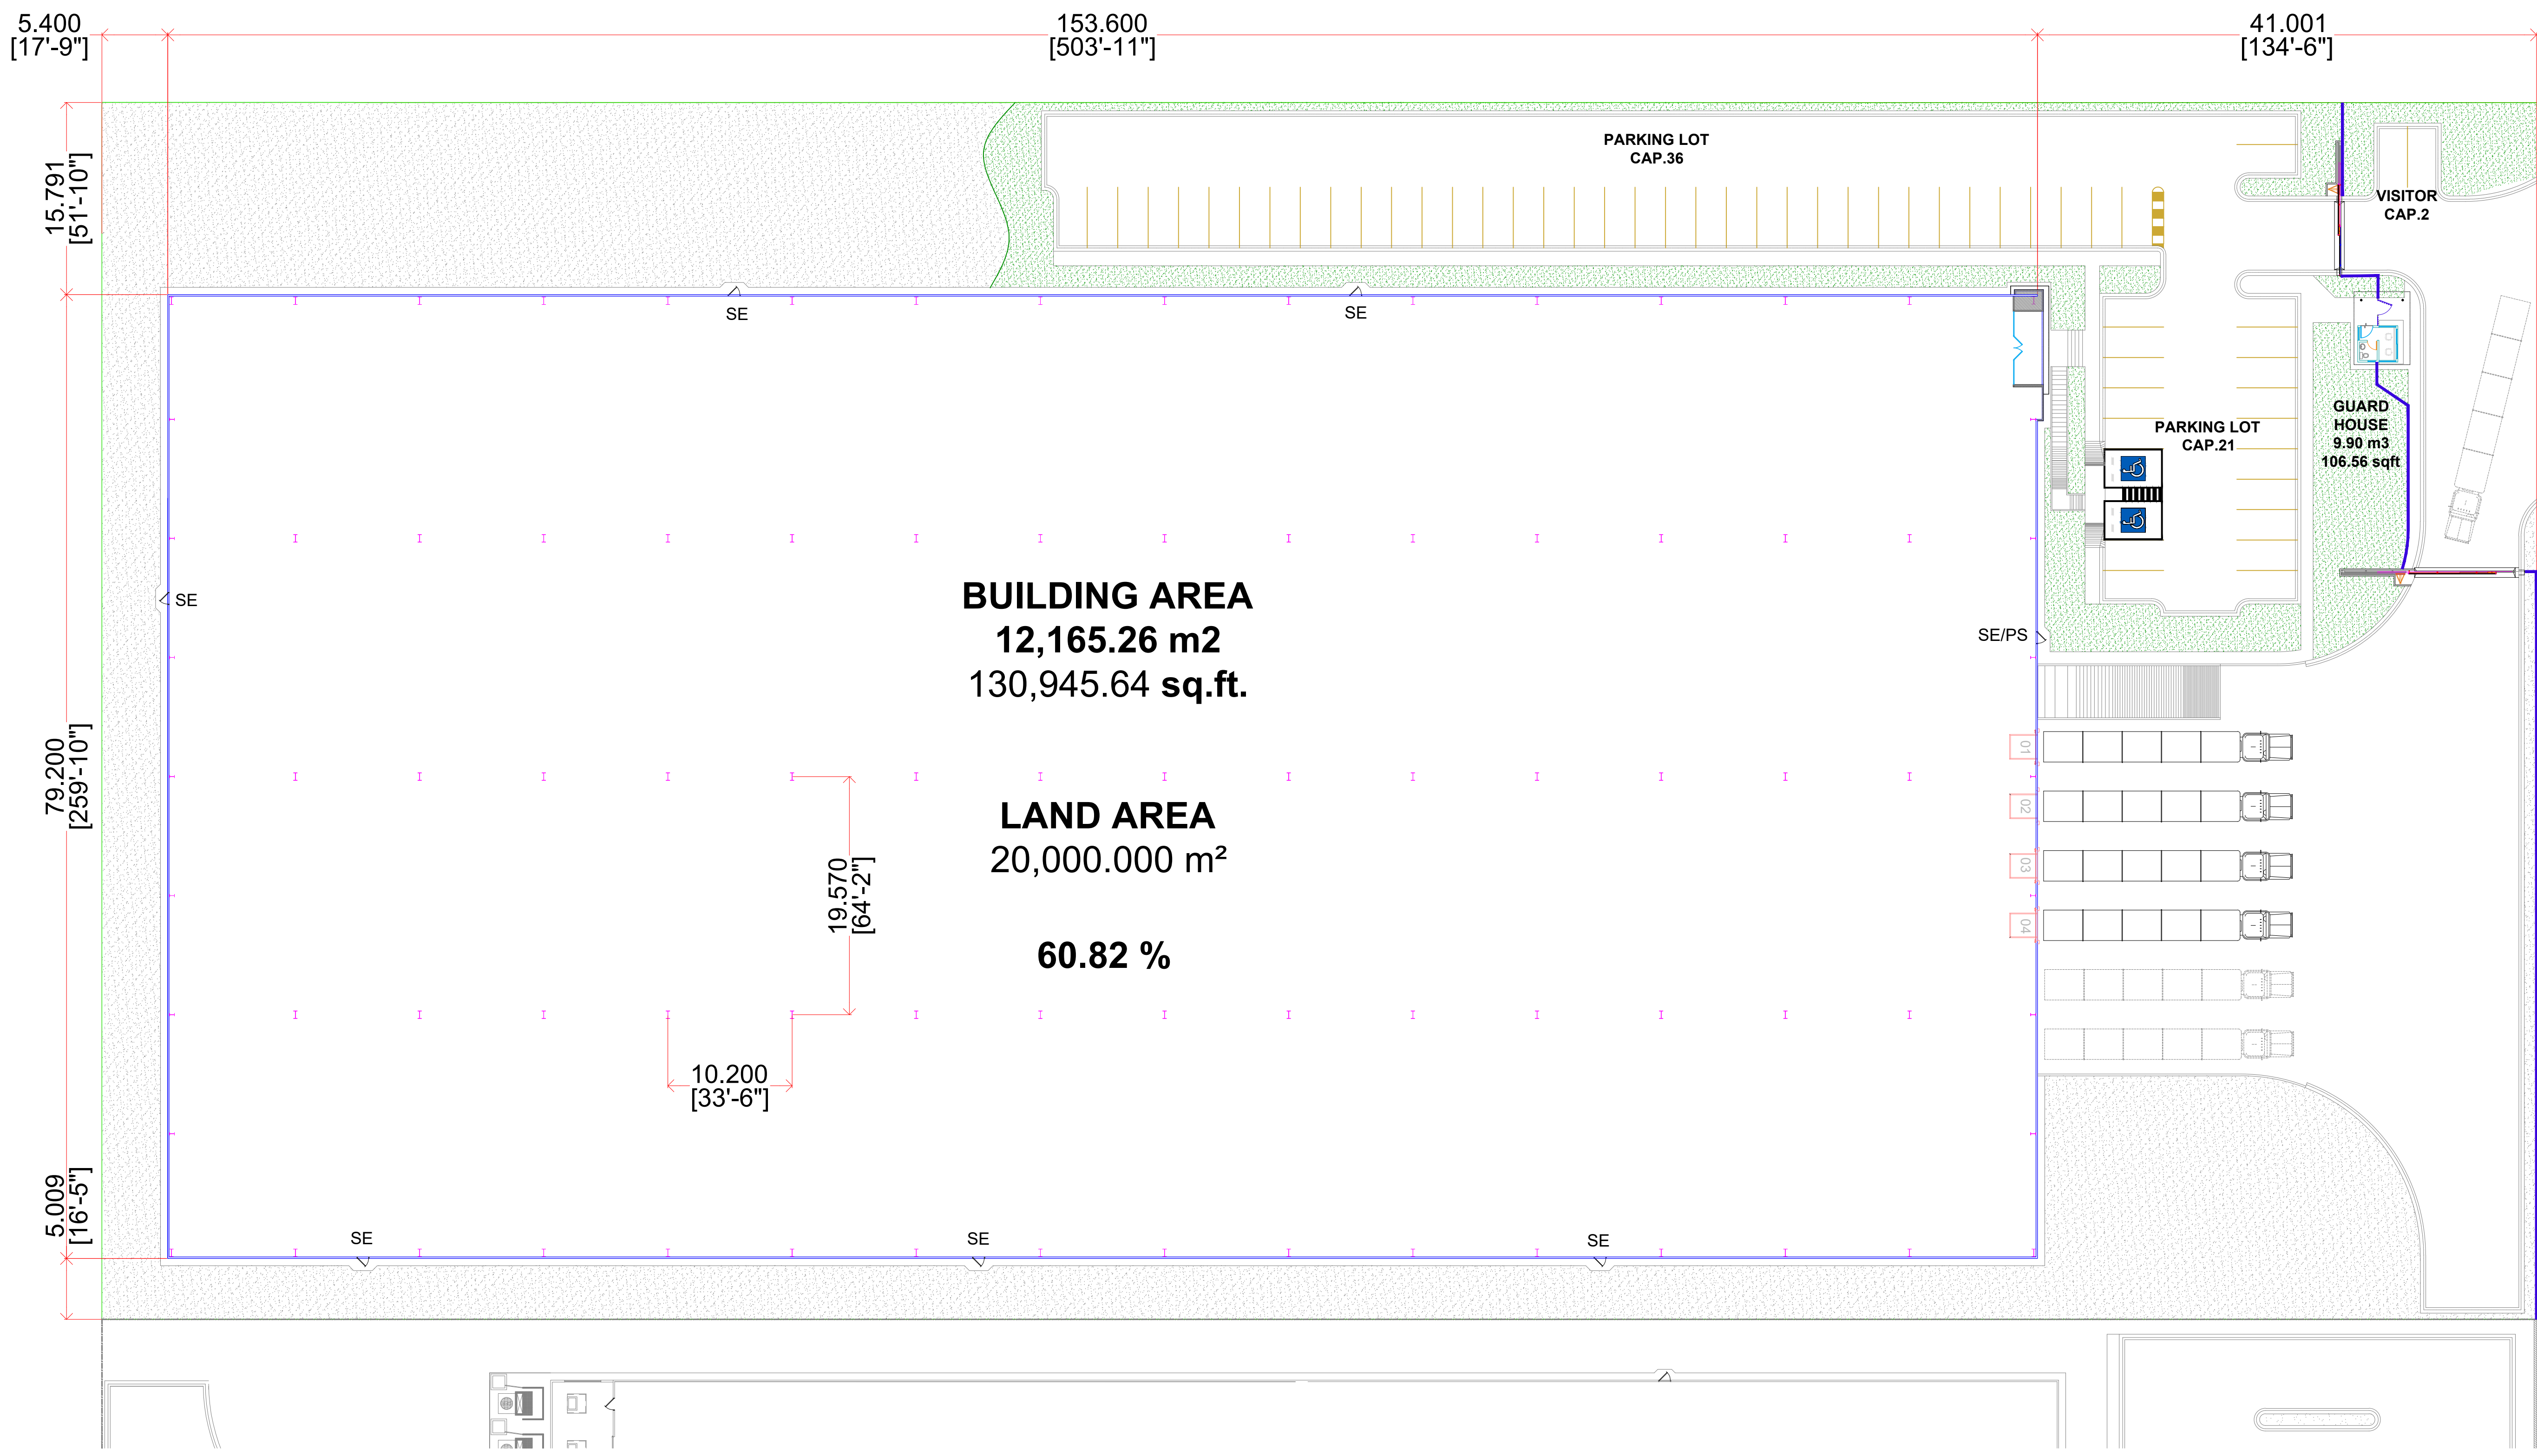 5.400
[17'-9"]
153.600
[503'-11"]
41.001
[134'-6"]
15.791
[51'-10"]
PARKING LOT
CAP.36
VISITOR
CAP.2
SE
SE
GUARD
HOUSE
9.90 m3
106.56 sqft
PARKING LOT
CAP.21
SE
SE/PS
BUILDING AREA
12,165.26 m2
130,945.64 sq.ft.
79.200
[259'-10"]
01
02
03
04
LAND AREA
20,000.000 m²
19.570
[64'-2"]
60.82 %
10.200
[33'-6"]
5.009
[16'-5"]
SE
SE
SE